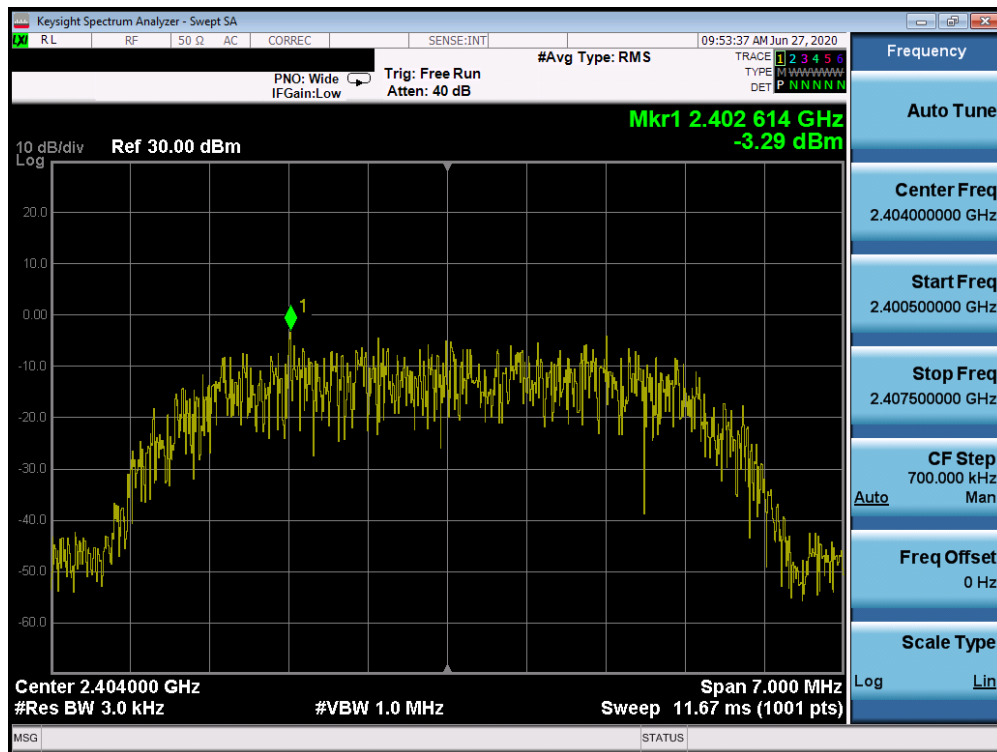 Keysight Spectrum Analyzer - Swept SA
LXI RL RF 50 Ω AC CORREC SENSE:INT 09:53:37 AM Jun 27, 2020
PNO: Wide
IFGain:Low
Trig: Free Run
Atten: 40 dB
#Avg Type: RMS
TRACE 1 2 3 4 5 6
TYPE M WWWWW
DET P N N N N N
Mkr1 2.402 614 GHz
-3.29 dBm
10 dB/div Ref 30.00 dBm
Log
20.0
10.0
0.00
-10.0
-20.0
-30.0
-40.0
-50.0
-60.0
1
Center 2.404000 GHz Span 7.000 MHz
#Res BW 3.0 kHz #VBW 1.0 MHz Sweep 11.67 ms (1001 pts)
MSG STATUS
Frequency
Auto Tune
Center Freq
2.404000000 GHz
Start Freq
2.400500000 GHz
Stop Freq
2.407500000 GHz
CF Step
700.000 kHz
Auto Man
Freq Offset
0 Hz
Scale Type
Log Lin